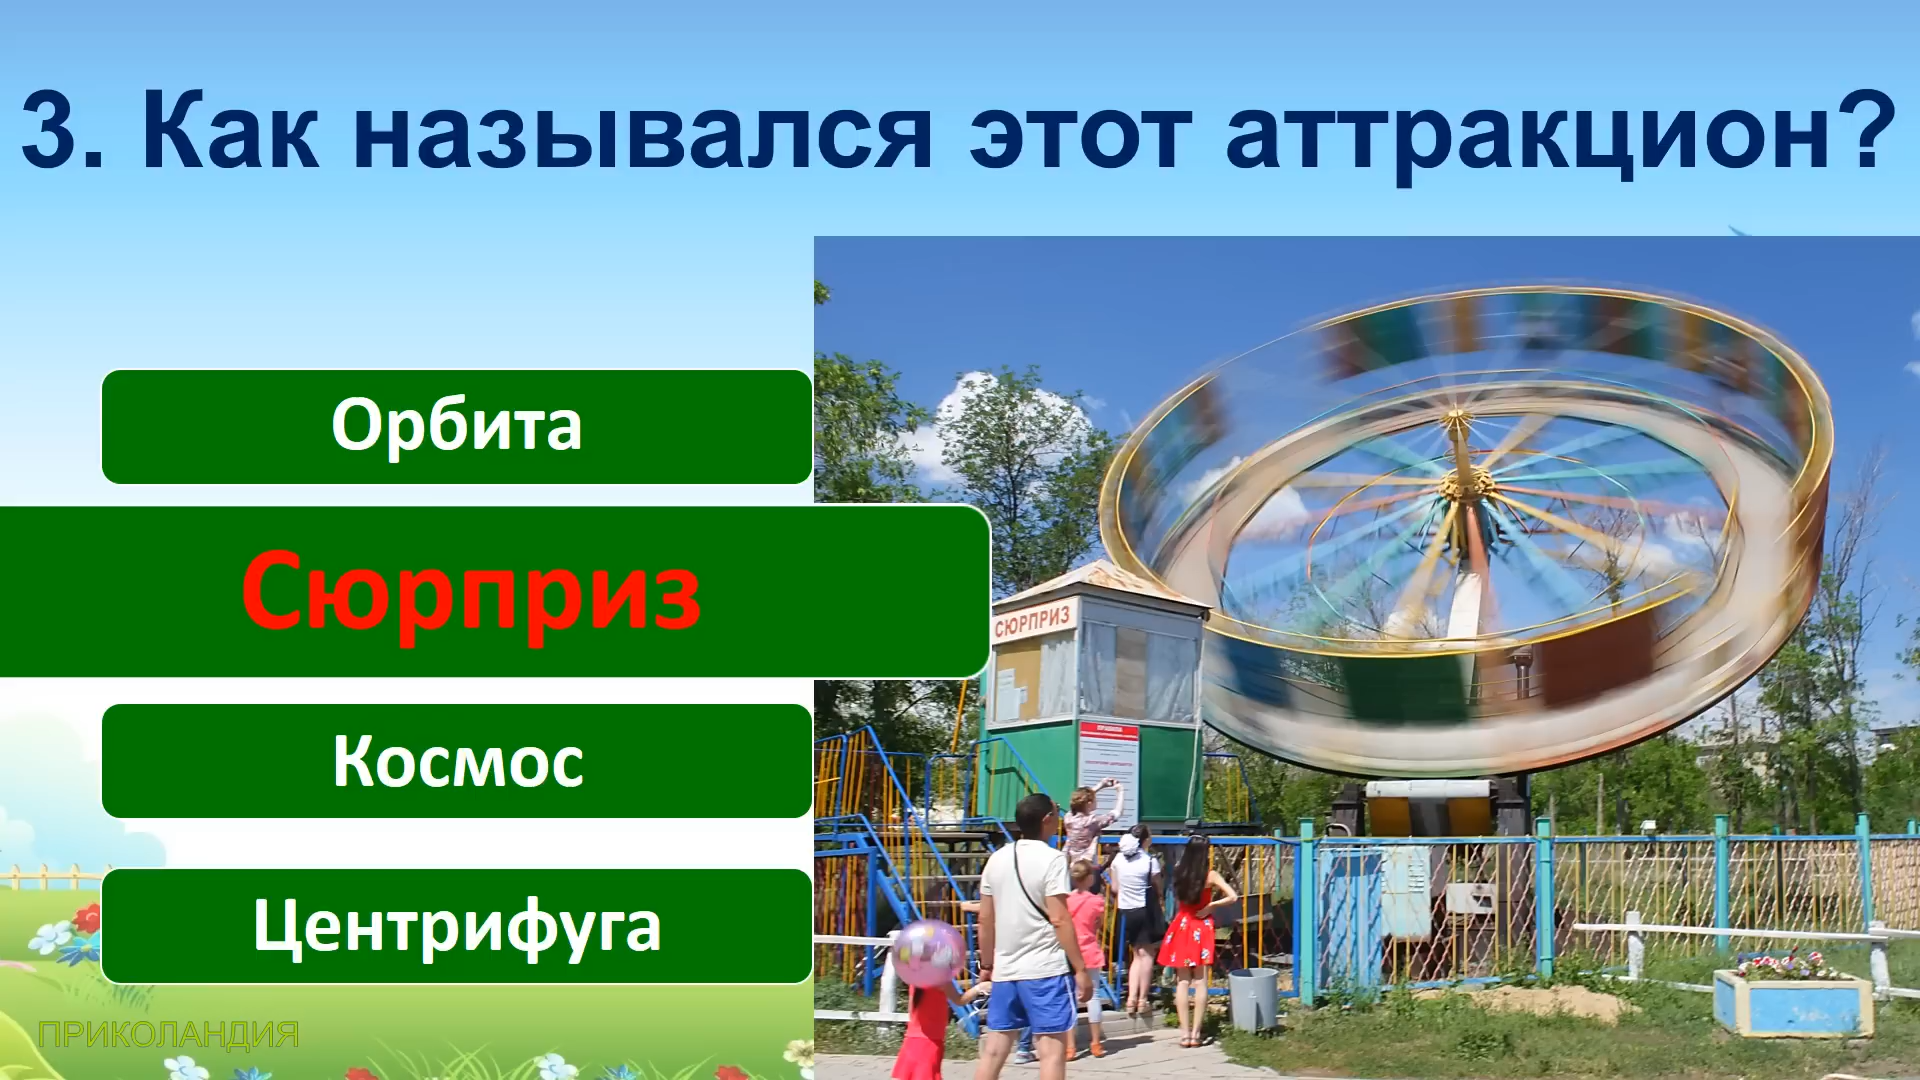 3. Как назывался этот аттракцион?
Орбита
Сюрприз
Космос
Центрифуга
СЮРПРИЗ
ПРИКОЛАНДИЯ